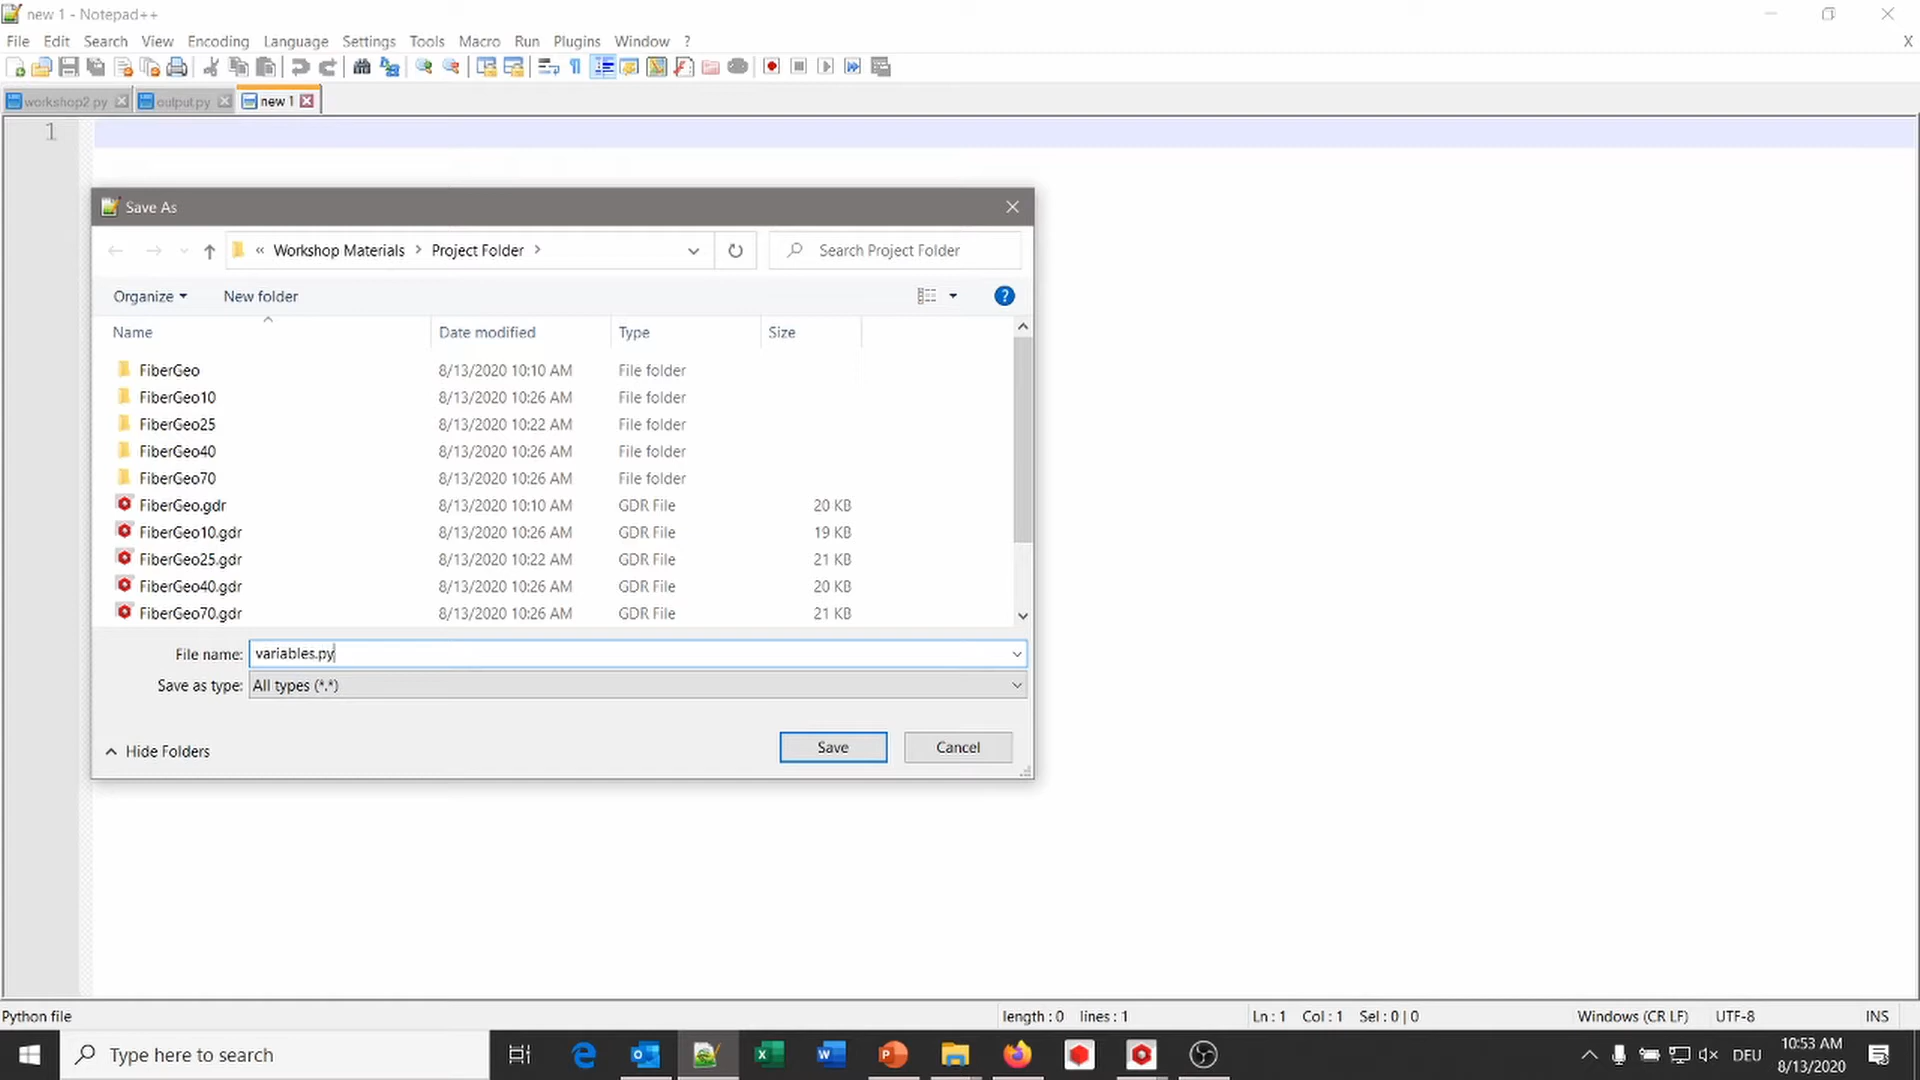 new 1 - Notepad++
File Edit Search View Encoding Language Settings Tools Macro Run Plugins Window ? X
workshop2.py output.py new 1
1
Save As
« Workshop Materials > Project Folder > Search Project Folder
Organize New folder ?
Name Date modified Type Size
FiberGeo 8/13/2020 10:10 AM File folder
FiberGeo10 8/13/2020 10:26 AM File folder
FiberGeo25 8/13/2020 10:22 AM File folder
FiberGeo40 8/13/2020 10:26 AM File folder
FiberGeo70 8/13/2020 10:26 AM File folder
FiberGeo.gdr 8/13/2020 10:10 AM GDR File 20 KB
FiberGeo10.gdr 8/13/2020 10:26 AM GDR File 19 KB
FiberGeo25.gdr 8/13/2020 10:22 AM GDR File 21 KB
FiberGeo40.gdr 8/13/2020 10:26 AM GDR File 20 KB
FiberGeo70.gdr 8/13/2020 10:26 AM GDR File 21 KB
File name: variables.py
Save as type: All types (*.*)
Hide Folders Save Cancel
Python file length : 0 lines : 1 Ln : 1 Col : 1 Sel : 0 | 0 Windows (CR LF) UTF-8 INS
Type here to search DEU 10:53 AM
8/13/2020